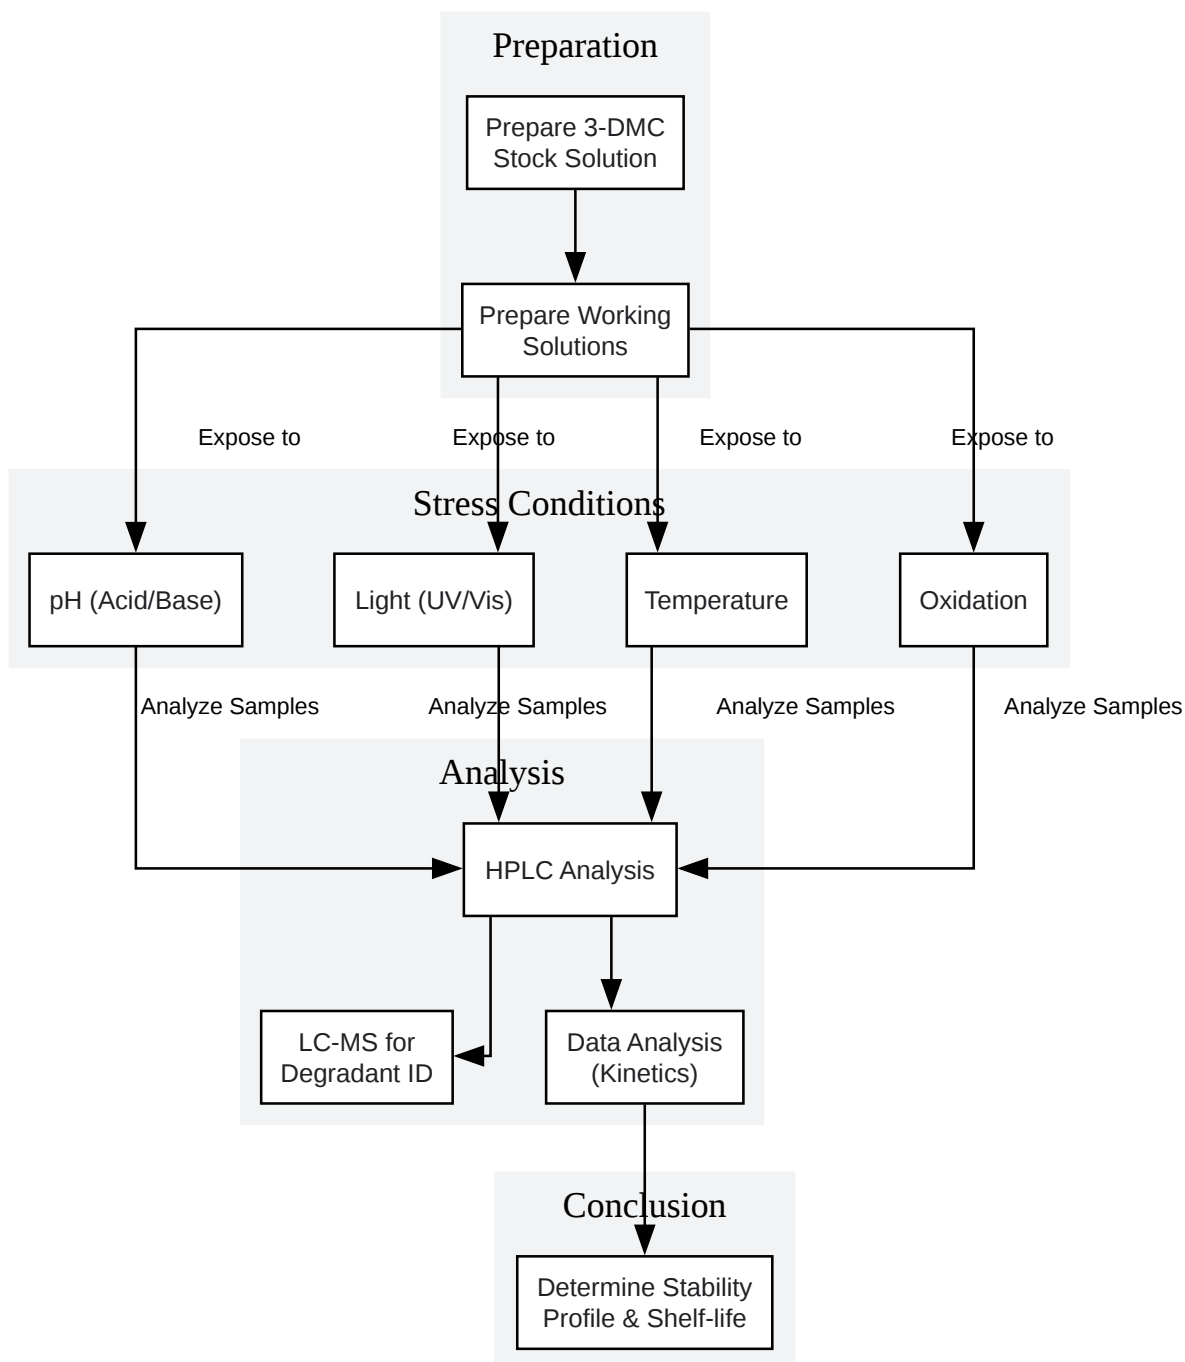 Preparation
Prepare 3-DMC
Stock Solution
Prepare Working
Solutions
Expose to
Expose to
Expose to
Expose to
Stress Conditions
pH (Acid/Base)
Light (UV/Vis)
Temperature
Oxidation
Analyze Samples
Analyze Samples
Analyze Samples
Analyze Samples
Analysis
HPLC Analysis
LC-MS for
Degradant ID
Data Analysis
(Kinetics)
Conclusion
Determine Stability
Profile & Shelf-life